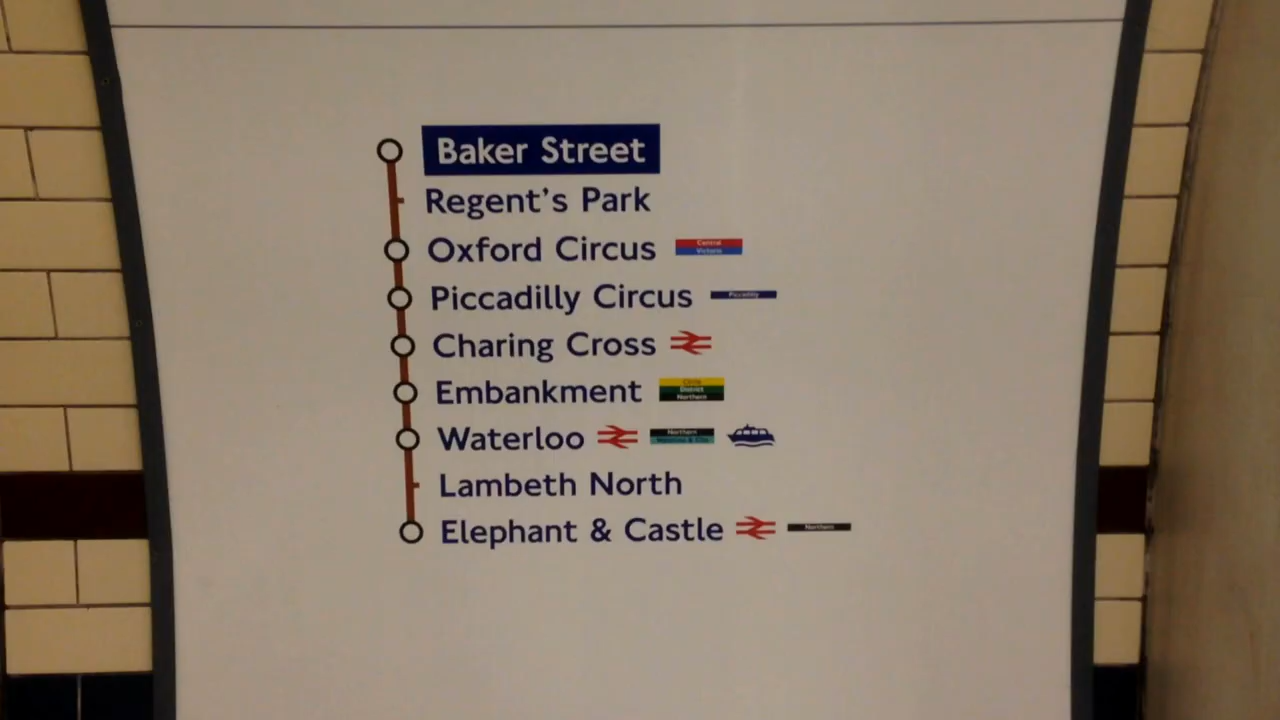 Baker Street
Regent's Park
Oxford Circus
Central
Victoria
Piccadilly Circus
Piccadilly
Charing Cross
Embankment
Circle
District
Northern
Waterloo
Northern
Waterloo & City
Lambeth North
Elephant & Castle
Northern